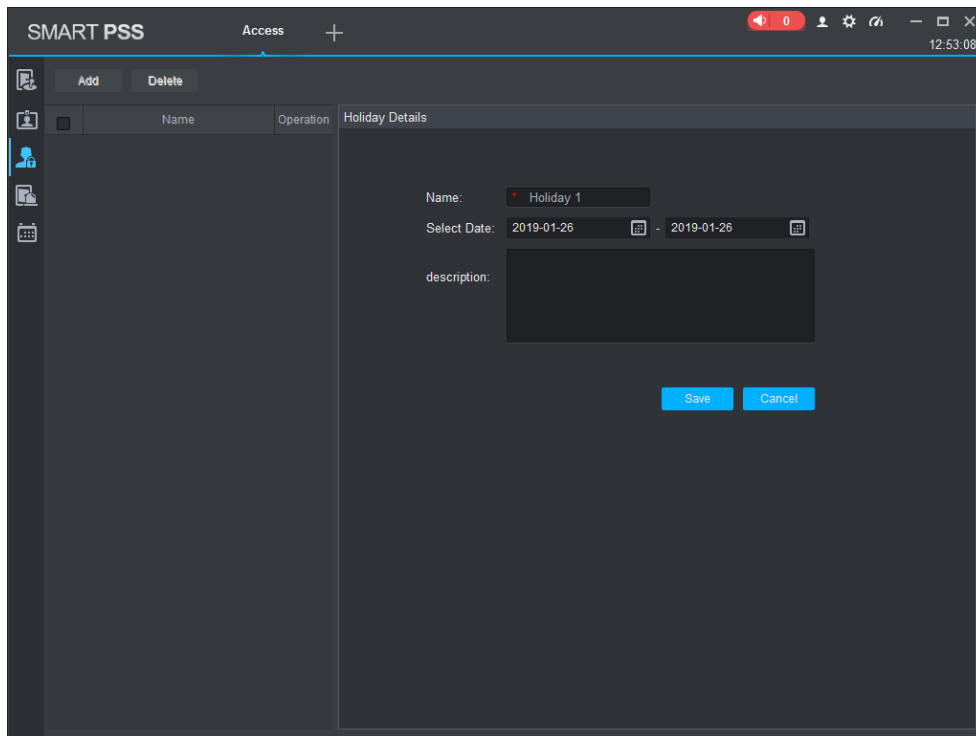 SMART PSS Access + 0
12:53:08
Add Delete
Name Operation Holiday Details
Name: * Holiday 1
Select Date: 2019-01-26 - 2019-01-26
description:
Save Cancel